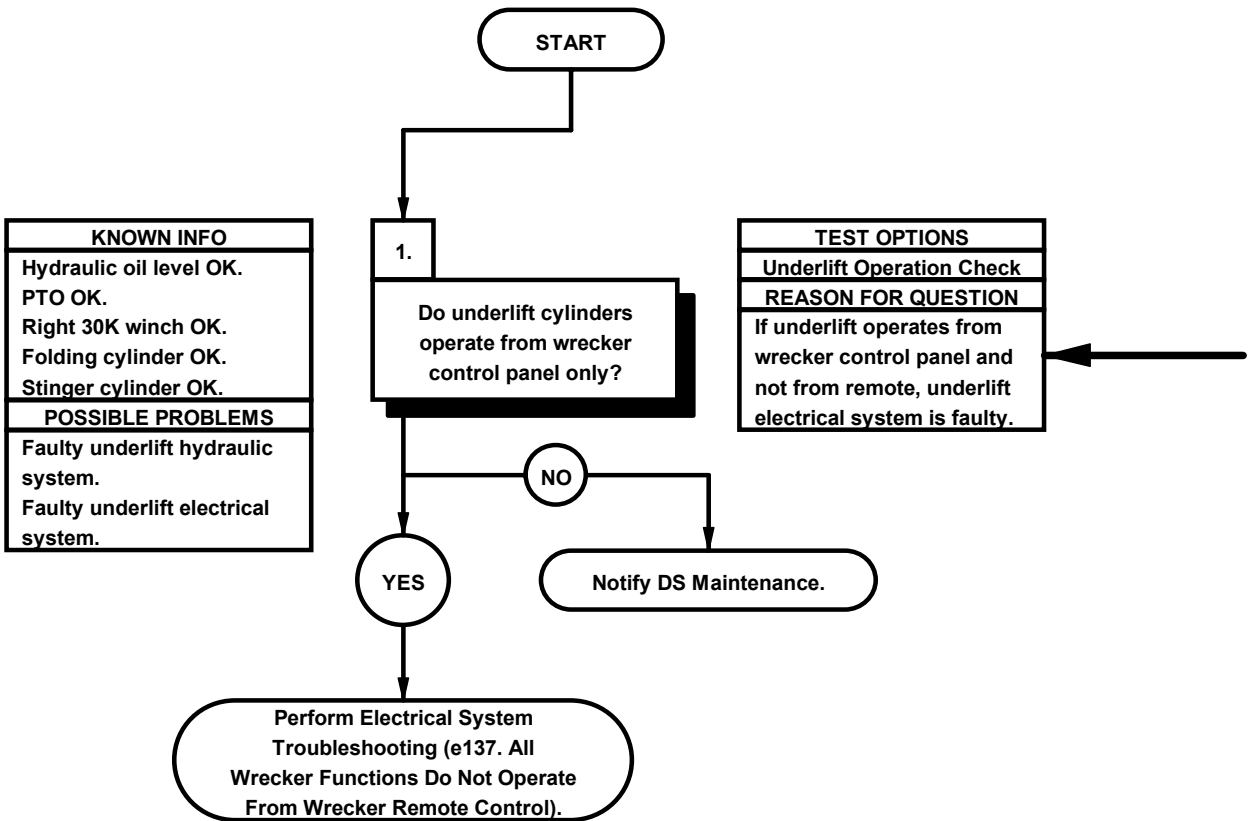 START
KNOWN INFO
Hydraulic oil level OK.
PTO OK.
Right 30K winch OK.
Folding cylinder OK.
Stinger cylinder OK.
POSSIBLE PROBLEMS
Faulty underlift hydraulic
system.
Faulty underlift electrical
system.
1.
Do underlift cylinders
operate from wrecker
control panel only?
TEST OPTIONS
Underlift Operation Check
REASON FOR QUESTION
If underlift operates from
wrecker control panel and
not from remote, underlift
electrical system is faulty.
NO
YES
Notify DS Maintenance.
Perform Electrical System
Troubleshooting (e137. All
Wrecker Functions Do Not Operate
From Wrecker Remote Control).